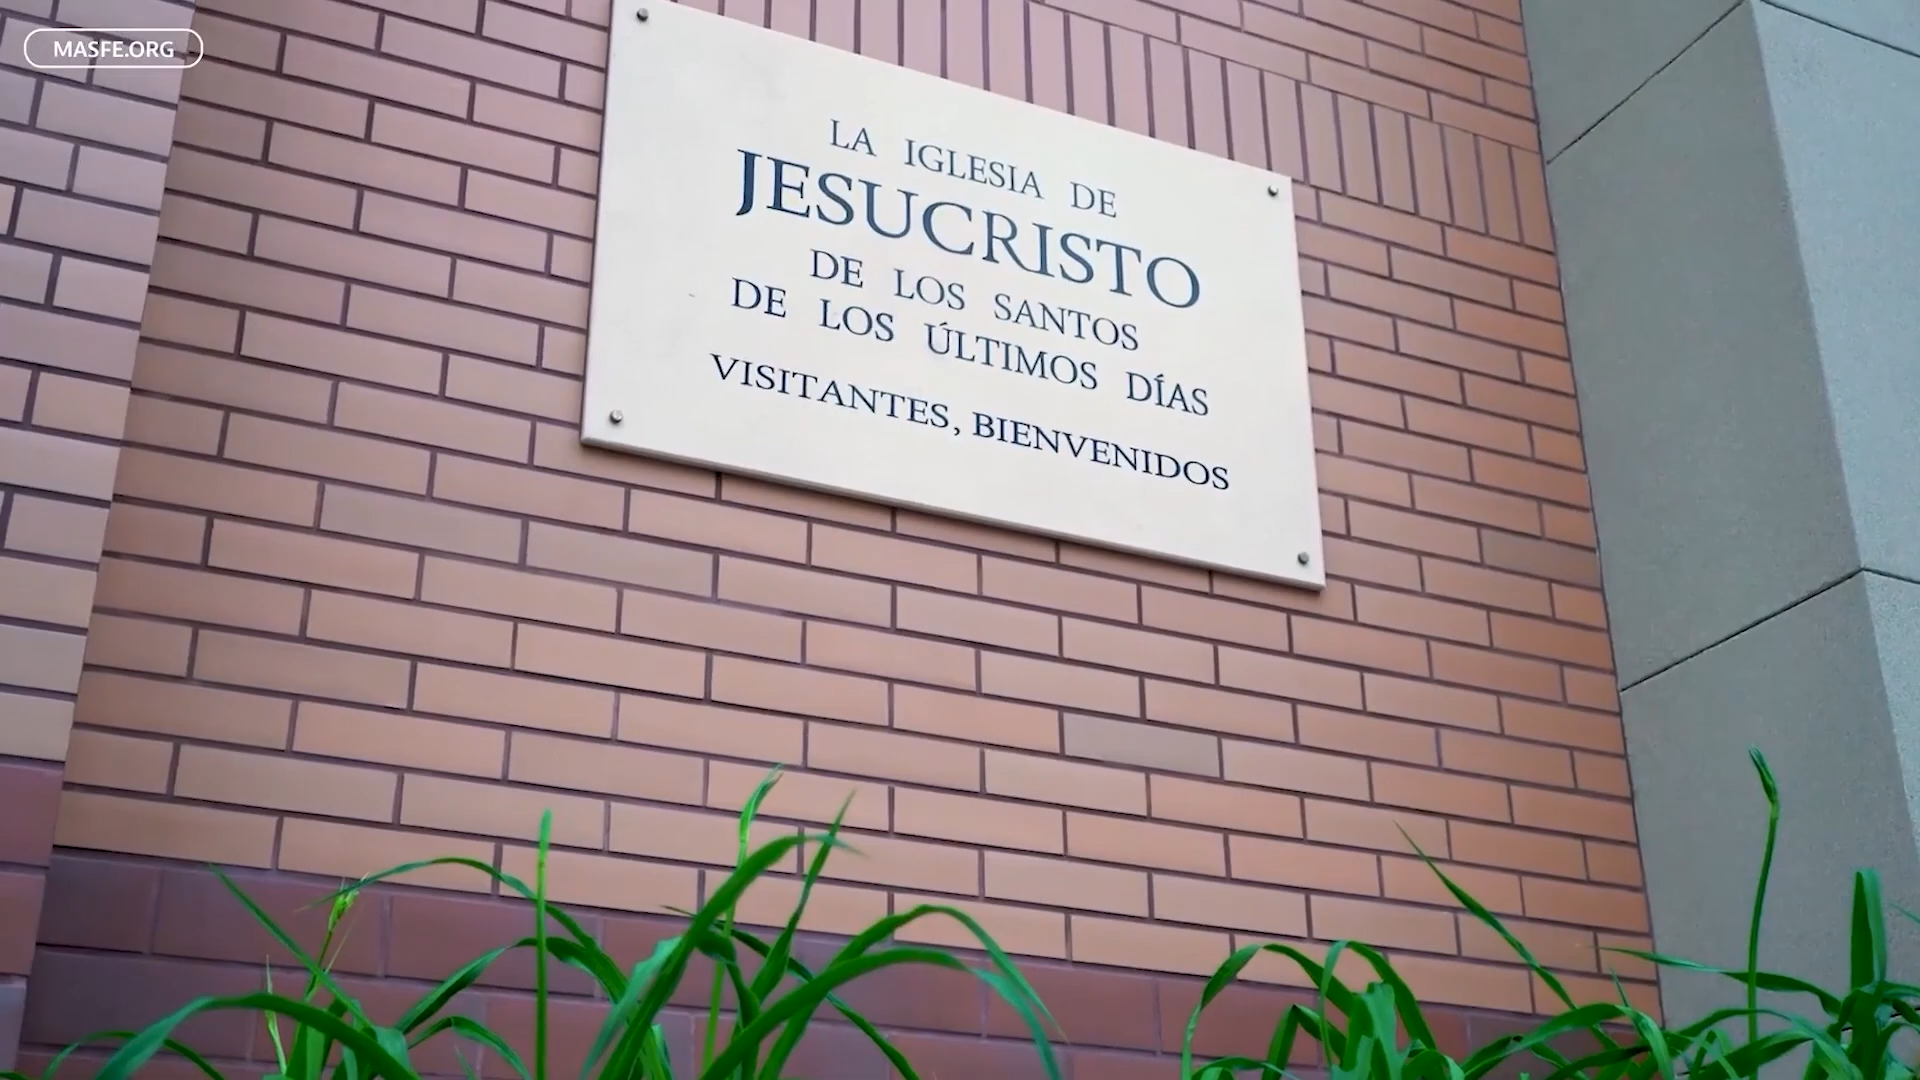 MASFE.ORG
LA IGLESIA DE
JESUCRISTO
DE LOS SANTOS
DE LOS ÚLTIMOS DÍAS
VISITANTES, BIENVENIDOS